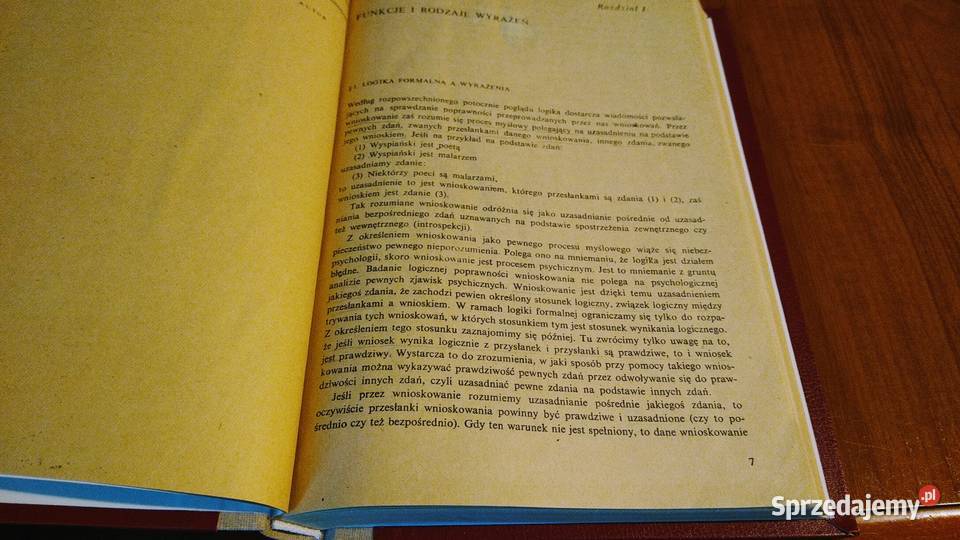 AUTOR
Rozdział I
FUNKCJE I RODZAJE WYRAŻEŃ
§ 1. LOGIKA FORMALNA A WYRAŻENIA
Według rozpowszechnionego potocznie poglądu logika dostarcza wiadomości pozwala-
jących na sprawdzanie poprawności przeprowadzanych przez nas wnioskowań. Przez
wnioskowanie zaś rozumie się proces myślowy polegający na uzasadnieniu na podstawie
pewnych zdań, zwanych przesłankami danego wnioskowania, innego zdania, zwanego
jego wnioskiem. Jeśli na przykład na podstawie zdań:
(1) Wyspiański jest poetą
(2) Wyspiański jest malarzem
uzasadniamy zdanie:
(3) Niektórzy poeci są malarzami,
to uzasadnienie to jest wnioskowaniem, którego przesłankami są zdania (1) i (2), zaś
wnioskiem jest zdanie (3).
Tak rozumiane wnioskowanie odróżnia się jako uzasadnianie pośrednie od uzasad-
niania bezpośredniego zdań uznawanych na podstawie spostrzeżenia zewnętrznego czy
też wewnętrznego (introspekcji).
Z określeniem wnioskowania jako pewnego procesu myślowego wiąże się niebez-
pieczeństwo pewnego nieporozumienia. Polega ono na mniemaniu, że logika jest działem
psychologii, skoro wnioskowanie jest procesem psychicznym. Jest to mniemanie z gruntu
błędne. Badanie logicznej poprawności wnioskowania nie polega na psychologicznej
analizie pewnych zjawisk psychicznych. Wnioskowanie jest dzięki temu uzasadnieniem
jakiegoś zdania, że zachodzi pewien określony stosunek logiczny, związek logiczny między
przesłankami a wnioskiem. W ramach logiki formalnej ograniczamy się tylko do rozpa-
trywania tych wnioskowań, w których stosunkiem tym jest stosunek wynikania logicznego.
Z określeniem tego stosunku zaznajomimy się później. Tu zwrócimy tylko uwagę na to,
że jeśli wniosek wynika logicznie z przysłanek i przysłanki są prawdziwe, to i wniosek
jest prawdziwy. Wystarcza to do zrozumienia, w jaki sposób przy pomocy takiego wnios-
kowania można wykazywać prawdziwość pewnych zdań przez odwoływanie się do praw-
dziwości innych zdań, czyli uzasadniać pewne zdania na podstawie innych zdań.
Jeśli przez wnioskowanie rozumiemy uzasadnianie pośrednie jakiegoś zdania, to
oczywiście przesłanki wnioskowania powinny być prawdziwe i uzasadnione (czy to po-
średnio czy też bezpośrednio). Gdy ten warunek nie jest spełniony, to dane wnioskowanie
7
Sprzedajemy.pl